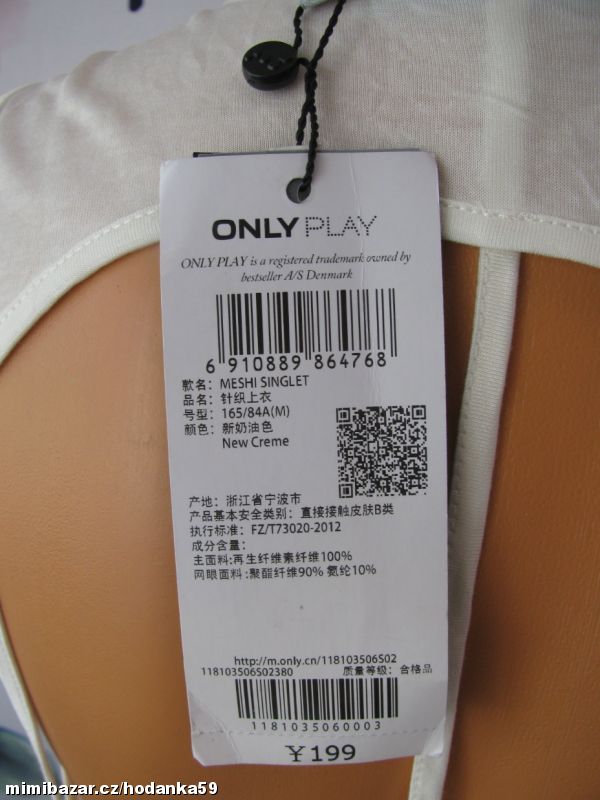 ONLY PLAY
ONLY PLAY is a registered trademark owned by
bestseller A/S Denmark
6 910889 864768
款名: MESHI SINGLET
品名: 针织上衣
号型: 165/84A(M)
颜色: 新奶油色
New Creme
产地: 浙江省宁波市
产品基本安全类别: 直接接触皮肤B类
执行标准: FZ/T73020-2012
成分含量:
主面料:再生纤维素纤维100%
网眼面料:聚酯纤维90% 氨纶10%
http://m.only.cn/118103506S02
118103506S02380 质量等级: 合格品
1181035060003
¥199
mimibazar.cz/hodanka59